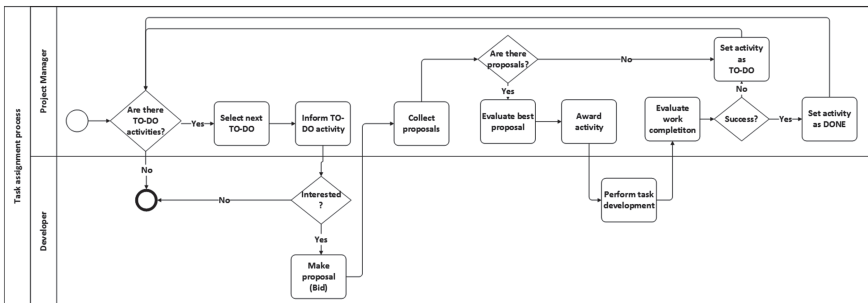 Task assignment process
Project Manager
Developer
Are there
TO-DO
activities?
Yes
No
Select next
TO-DO
Inform TO-
DO activity
Interested
?
No
Yes
Make
proposal
(Bid)
Collect
proposals
Are there
proposals?
No
Yes
Evaluate best
proposal
Award
activity
Perform task
development
Evaluate
work
completiton
Success?
No
Yes
Set activity
as
TO-DO
Set activity
as DONE